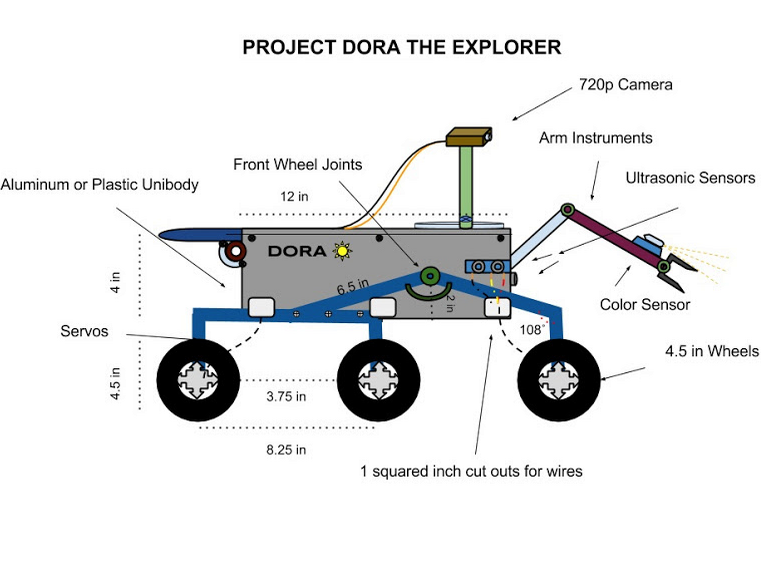 PROJECT DORA THE EXPLORER
720p Camera
Arm Instruments
Front Wheel Joints
Ultrasonic Sensors
Aluminum or Plastic Unibody
12 in
DORA
4 in
6.5 in
2 in
Color Sensor
Servos
108°
4.5 in Wheels
4.5 in
3.75 in
8.25 in
1 squared inch cut outs for wires